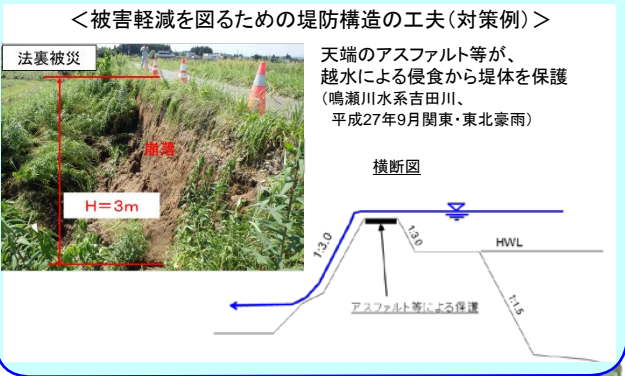 ＜被害軽減を図るための堤防構造の工夫(対策例)＞
法裏被災
崩落
H＝3m
天端のアスファルト等が、
越水による侵食から堤体を保護
(鳴瀬川水系吉田川、
平成27年9月関東・東北豪雨)
横断図
1:3.0
1:3.0
HWL
1:1.5
アスファルト等による保護